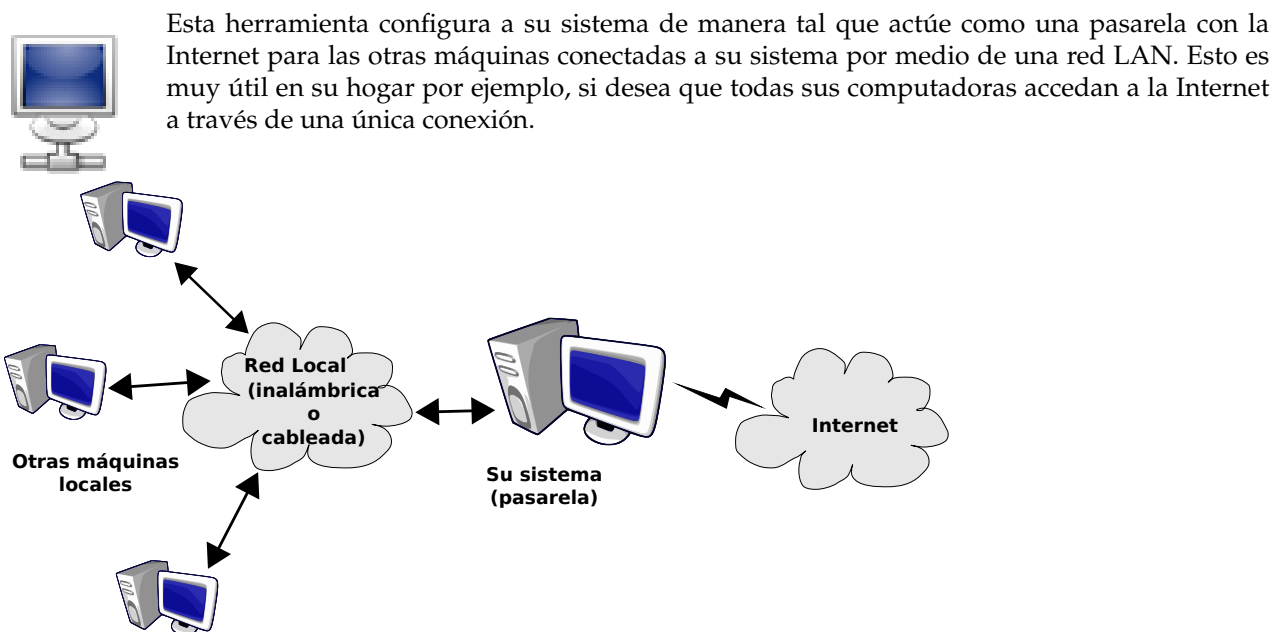 Esta herramienta configura a su sistema de manera tal que actúe como una pasarela con la
Internet para las otras máquinas conectadas a su sistema por medio de una red LAN. Esto es
muy útil en su hogar por ejemplo, si desea que todas sus computadoras accedan a la Internet
a través de una única conexión.
Red Local
(inalámbrica
o
cableada)
Internet
Otras máquinas
locales
Su sistema
(pasarela)